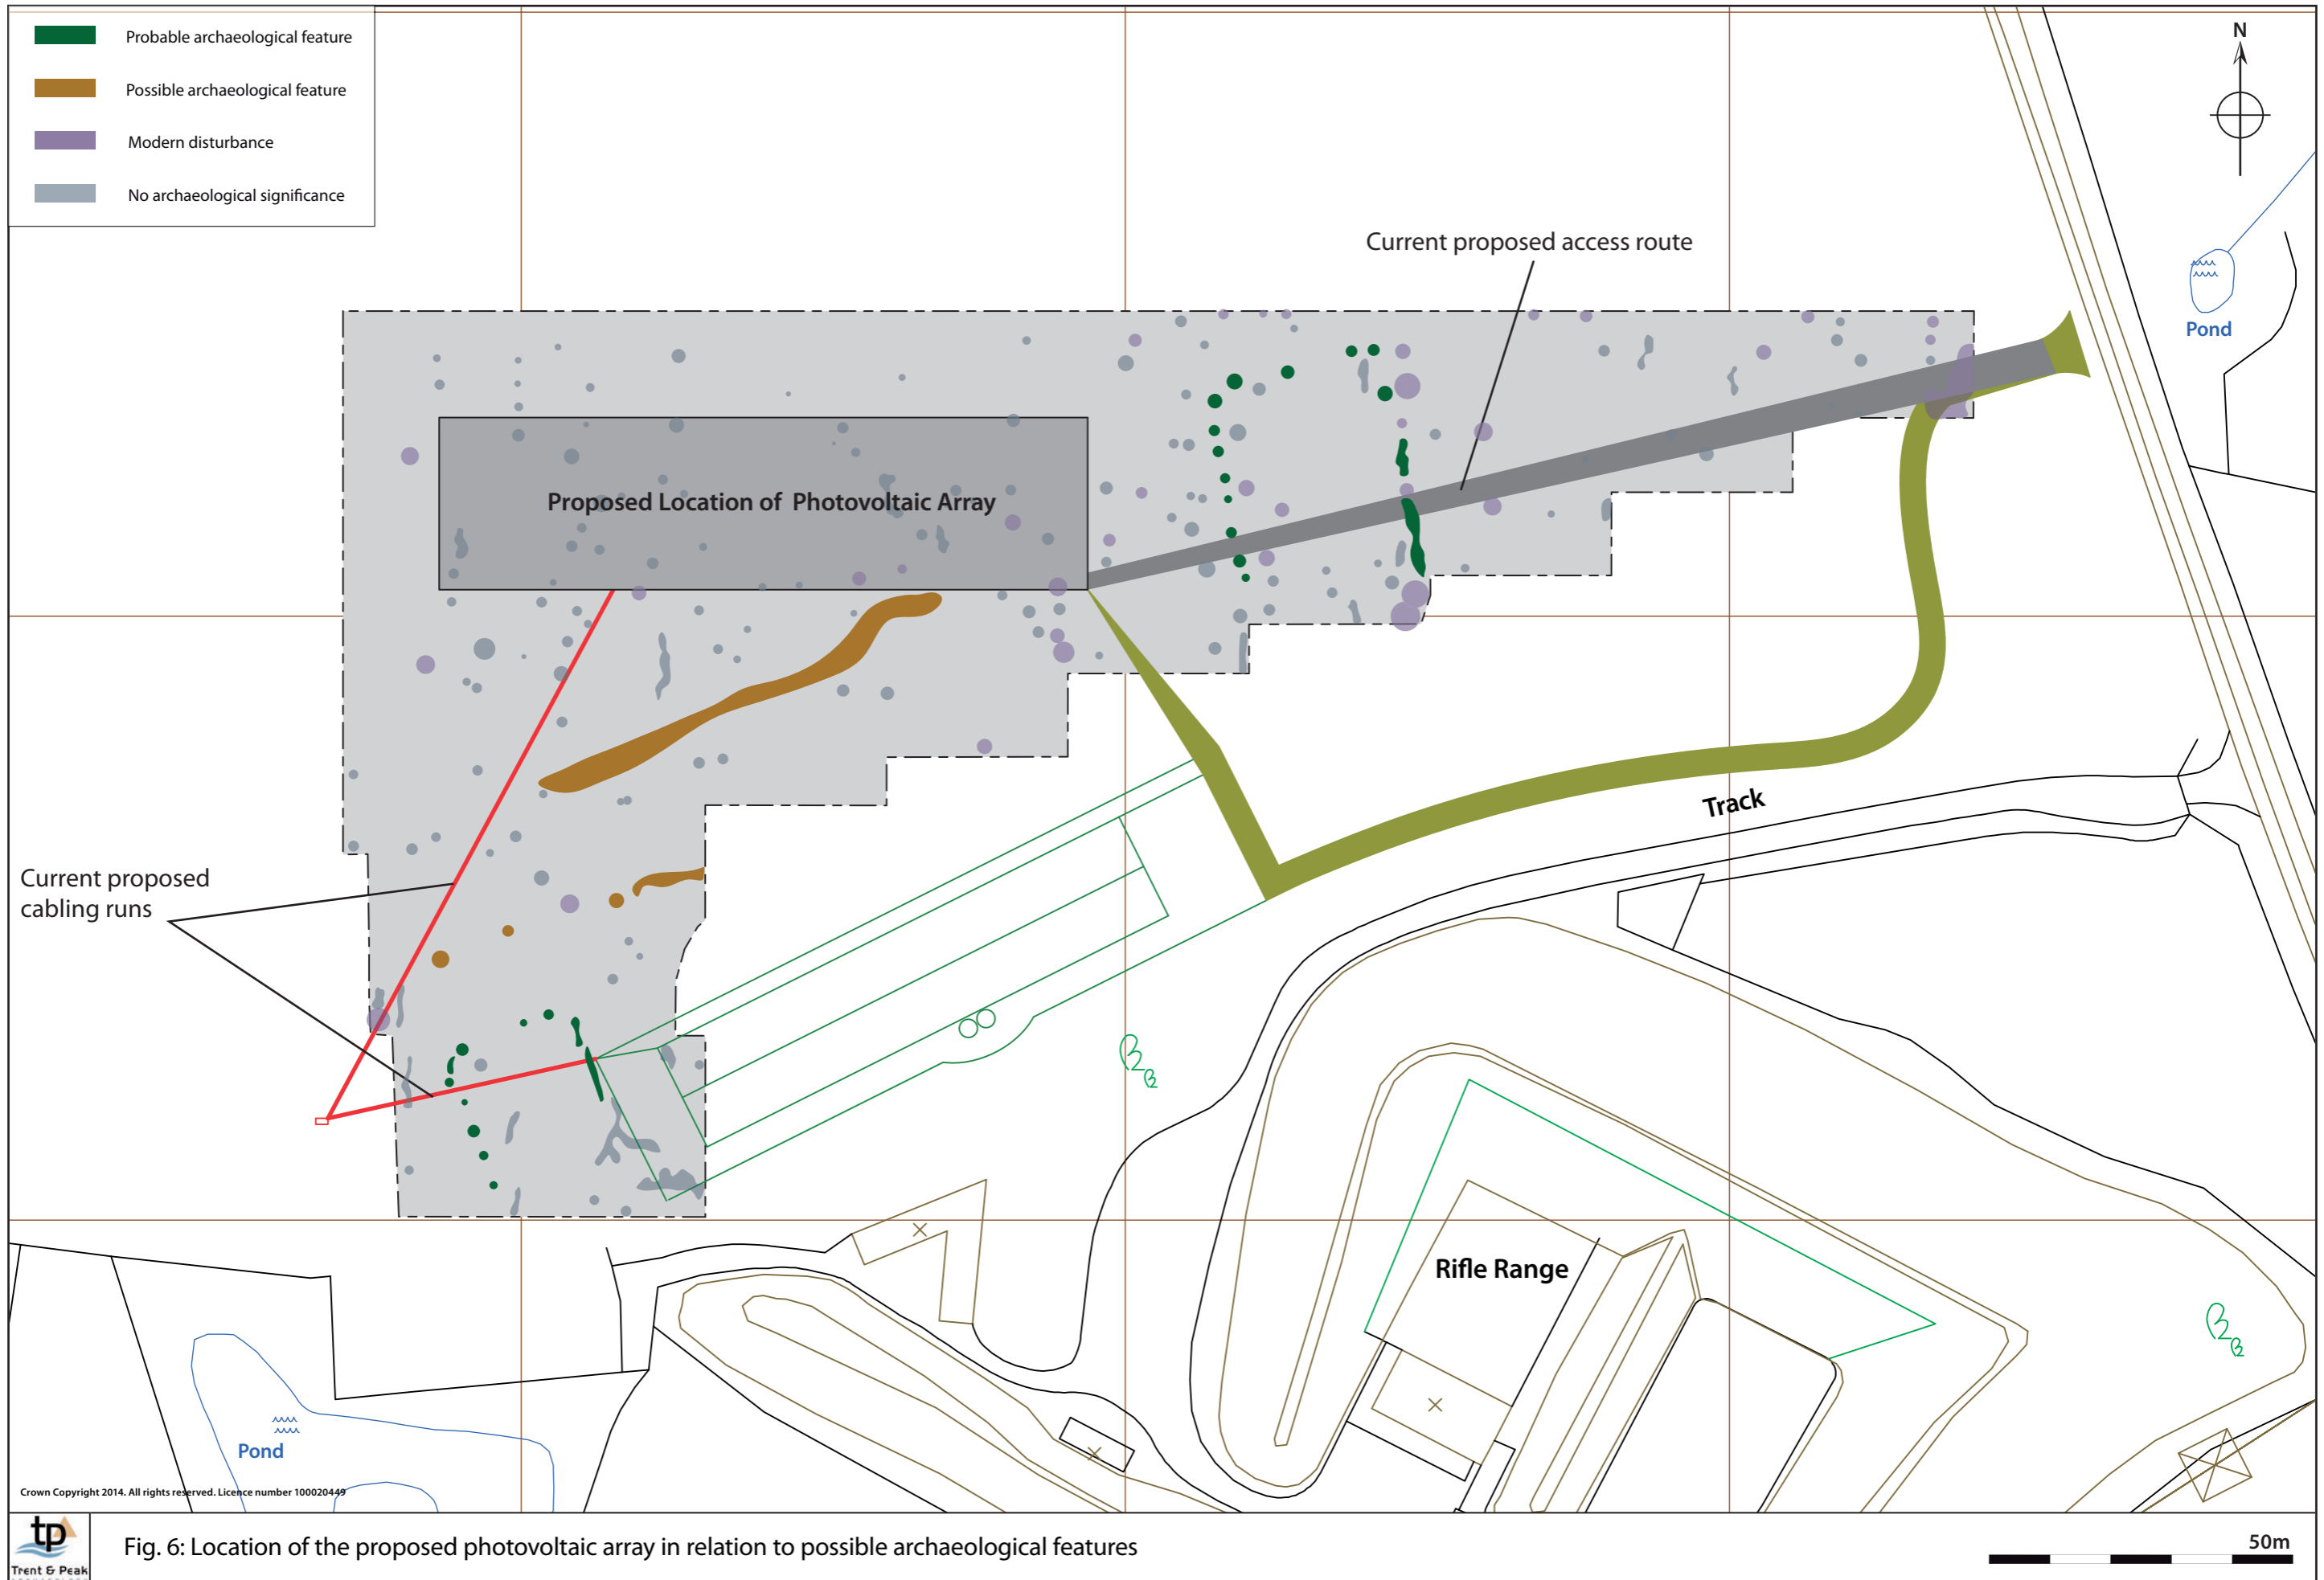 Probable archaeological feature
Possible archaeological feature
Modern disturbance
No archaeological significance
N
Current proposed access route
Pond
Proposed Location of Photovoltaic Array
Track
Current proposed
cabling runs
Rifle Range
Pond
Crown Copyright 2014. All rights reserved. Licence number 100020449
tp
Trent & Peak
Fig. 6: Location of the proposed photovoltaic array in relation to possible archaeological features
50m